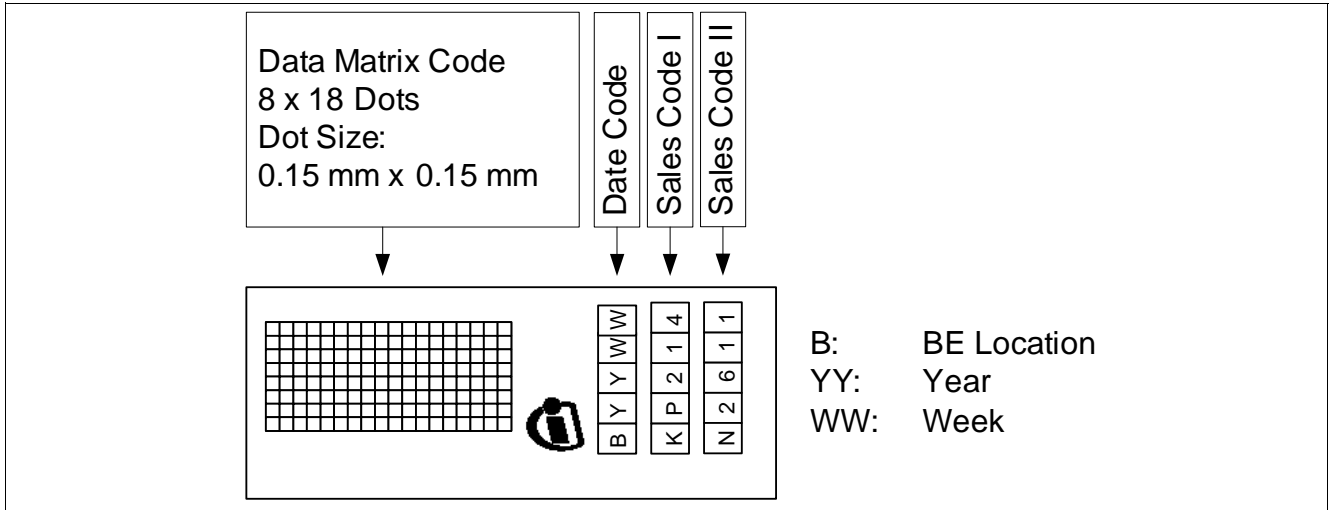 Data Matrix Code
8 x 18 Dots
Dot Size:
0.15 mm x 0.15 mm
Date Code
Sales Code I
Sales Code II
BYYWW
KP214
N2611
B: BE Location
YY: Year
WW: Week